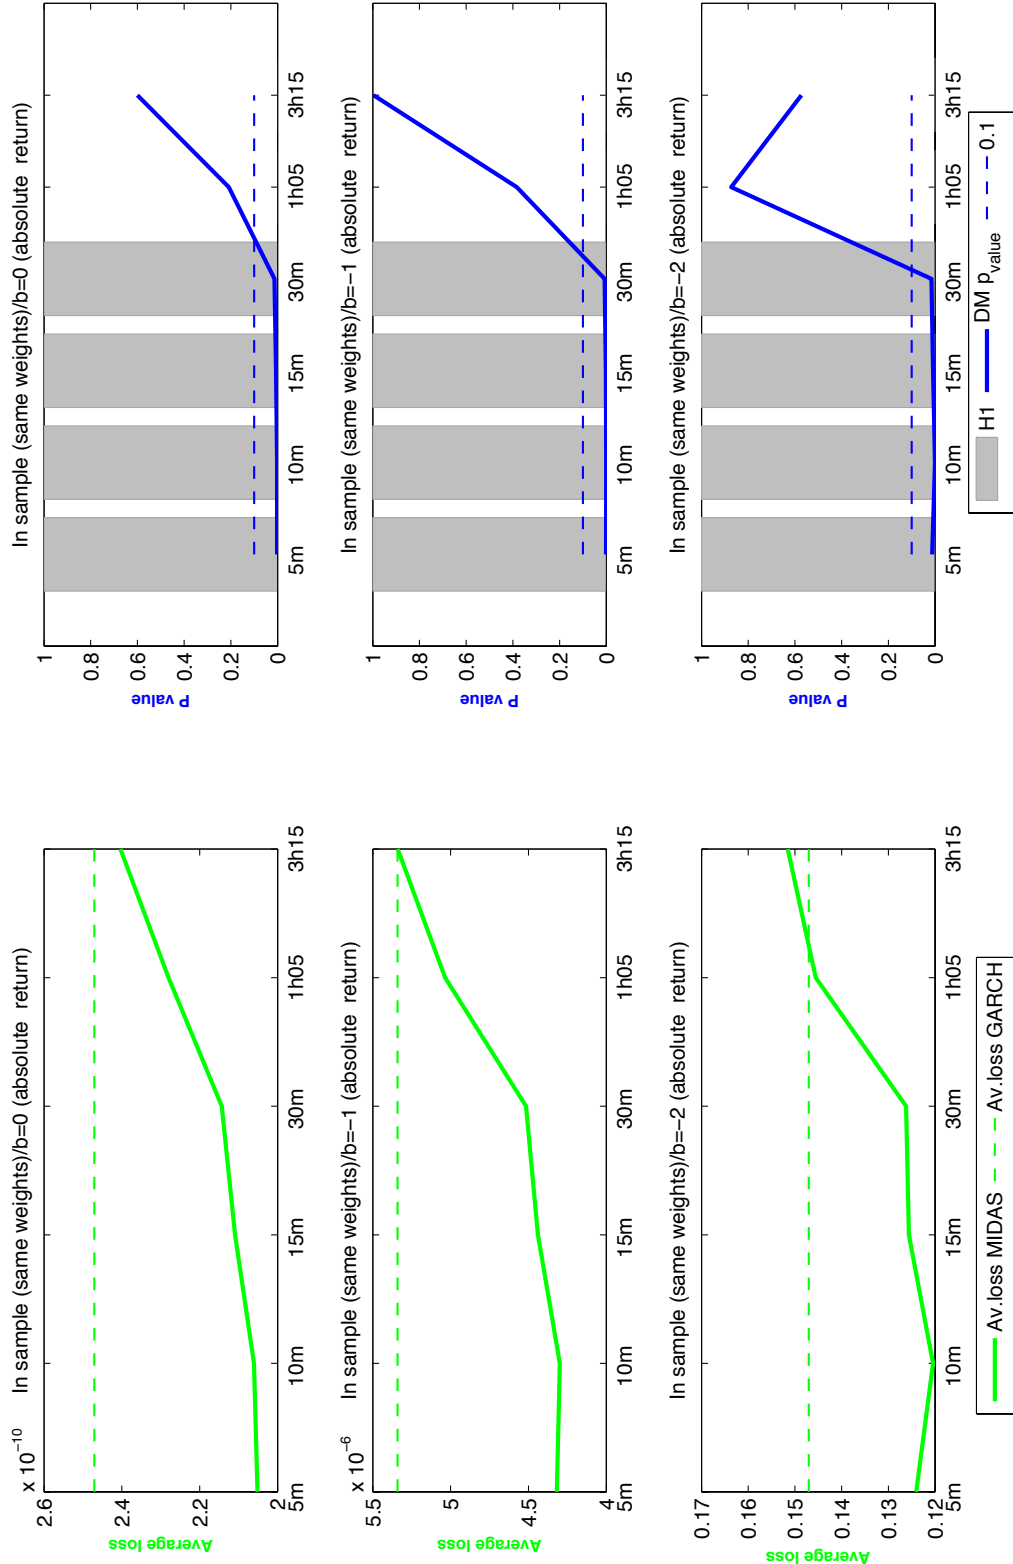 x 10−10
In sample (same weights)/b=0 (absolute return)
Average loss
2.6
2.4
2.2
2
5m
10m
15m
30m
1h05
3h15
In sample (same weights)/b=0 (absolute return)
P value
1
0.8
0.6
0.4
0.2
0
5m
10m
15m
30m
1h05
3h15
x 10−6
In sample (same weights)/b=−1 (absolute return)
Average loss
5.5
5
4.5
4
5m
10m
15m
30m
1h05
3h15
In sample (same weights)/b=−1 (absolute return)
P value
1
0.8
0.6
0.4
0.2
0
5m
10m
15m
30m
1h05
3h15
In sample (same weights)/b=−2 (absolute return)
Average loss
0.17
0.16
0.15
0.14
0.13
0.12
5m
10m
15m
30m
1h05
3h15
In sample (same weights)/b=−2 (absolute return)
P value
1
0.8
0.6
0.4
0.2
0
5m
10m
15m
30m
1h05
3h15
Av.loss MIDAS
Av.loss GARCH
H1
DM pvalue
0.1